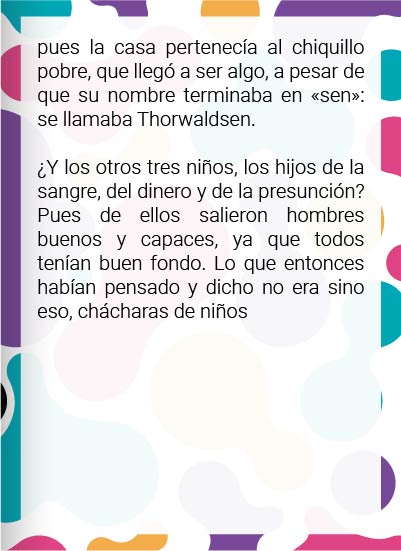 pues la casa pertenecía al chiquillo
pobre, que llegó a ser algo, a pesar de
que su nombre terminaba en «sen»:
se llamaba Thorwaldsen.
¿Y los otros tres niños, los hijos de la
sangre, del dinero y de la presunción?
Pues de ellos salieron hombres
buenos y capaces, ya que todos
tenían buen fondo. Lo que entonces
habían pensado y dicho no era sino
eso, chácharas de niños